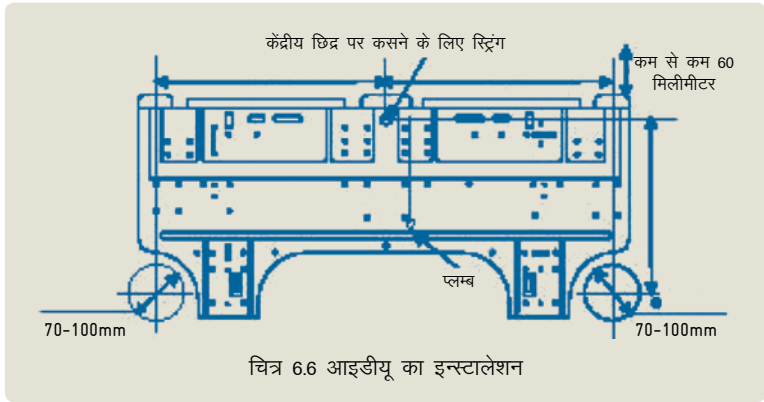 केंद्रीय छिद्र पर कसने के लिए स्ट्रिंग
कम से कम 60
मिलीमीटर
प्लम्ब
70-100mm
70-100mm
चित्र 6.6 आइडीयू का इन्स्टालेशन